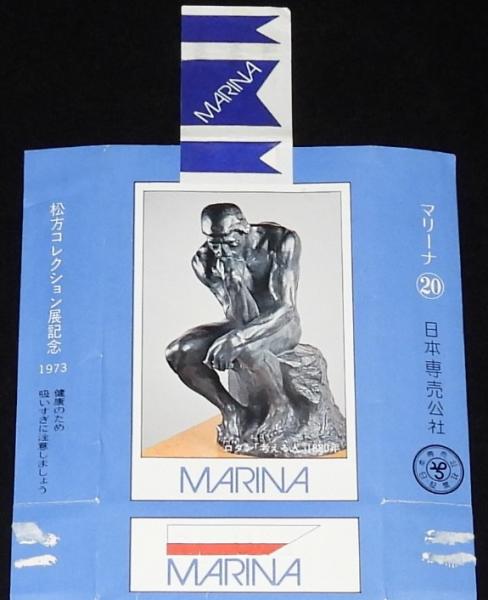 MARINA
松方コレクション展記念 1973
健康のため
吸いすぎに注意しましょう
ロダン「考える人」1880年
MARINA
マリーナ 20
日本専売公社
MARINA